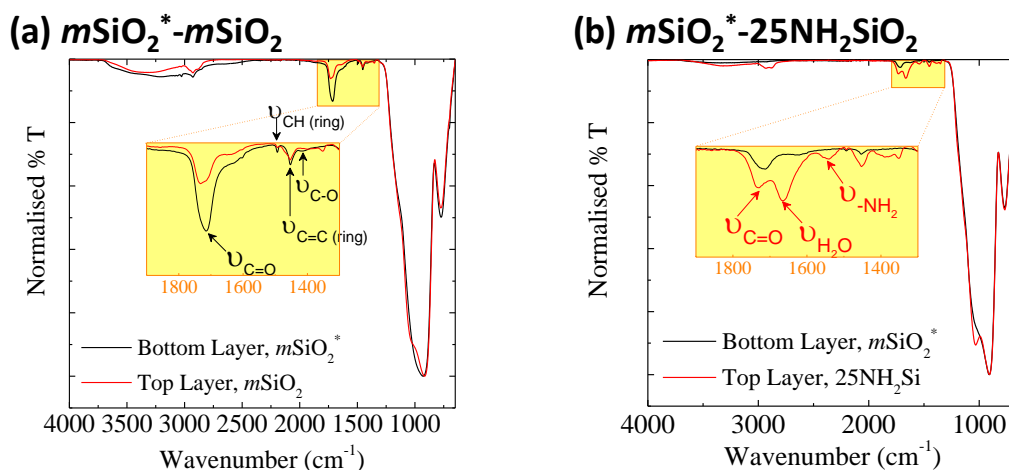 (a) mSiO₂*-mSiO₂
Normalised % T
υCH (ring)
υC-O
υC=C (ring)
υC=O
1800 1600 1400
Bottom Layer, mSiO₂*
Top Layer, mSiO₂
4000 3500 3000 2500 2000 1500 1000
Wavenumber (cm⁻¹)
(b) mSiO₂*-25NH₂SiO₂
Normalised % T
υ-NH₂
υC=O
υH₂O
1800 1600 1400
Bottom Layer, mSiO₂*
Top Layer, 25NH₂Si
4000 3000 2000 1000
Wavenumber (cm⁻¹)